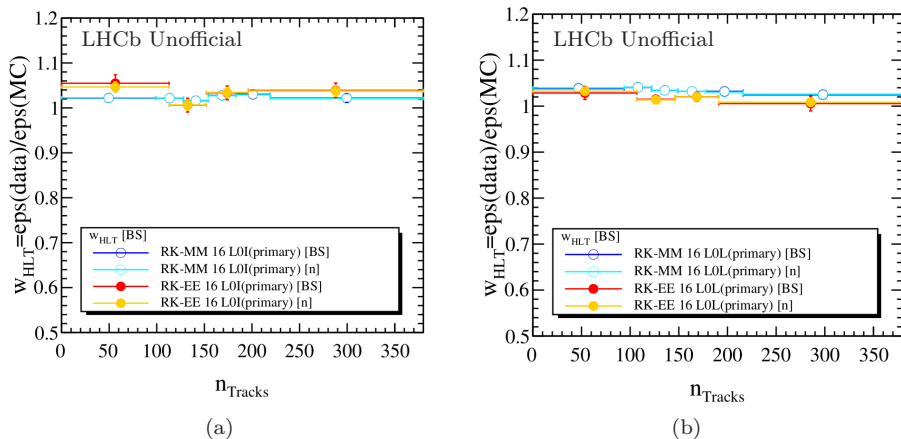 LHCb Unofficial
w_HLT=eps(data)/eps(MC)
1.2
1.1
1
0.9
0.8
0.7
0.6
0.5
w_HLT [BS]
RK-MM 16 L0I(primary) [BS]
RK-MM 16 L0I(primary) [n]
RK-EE 16 L0I(primary) [BS]
RK-EE 16 L0I(primary) [n]
0 50 100 150 200 250 300 350
n_Tracks
(a)
LHCb Unofficial
w_HLT=eps(data)/eps(MC)
1.2
1.1
1
0.9
0.8
0.7
0.6
0.5
w_HLT [BS]
RK-MM 16 L0L(primary) [BS]
RK-MM 16 L0L(primary) [n]
RK-EE 16 L0L(primary) [BS]
RK-EE 16 L0L(primary) [n]
0 50 100 150 200 250 300 350
n_Tracks
(b)